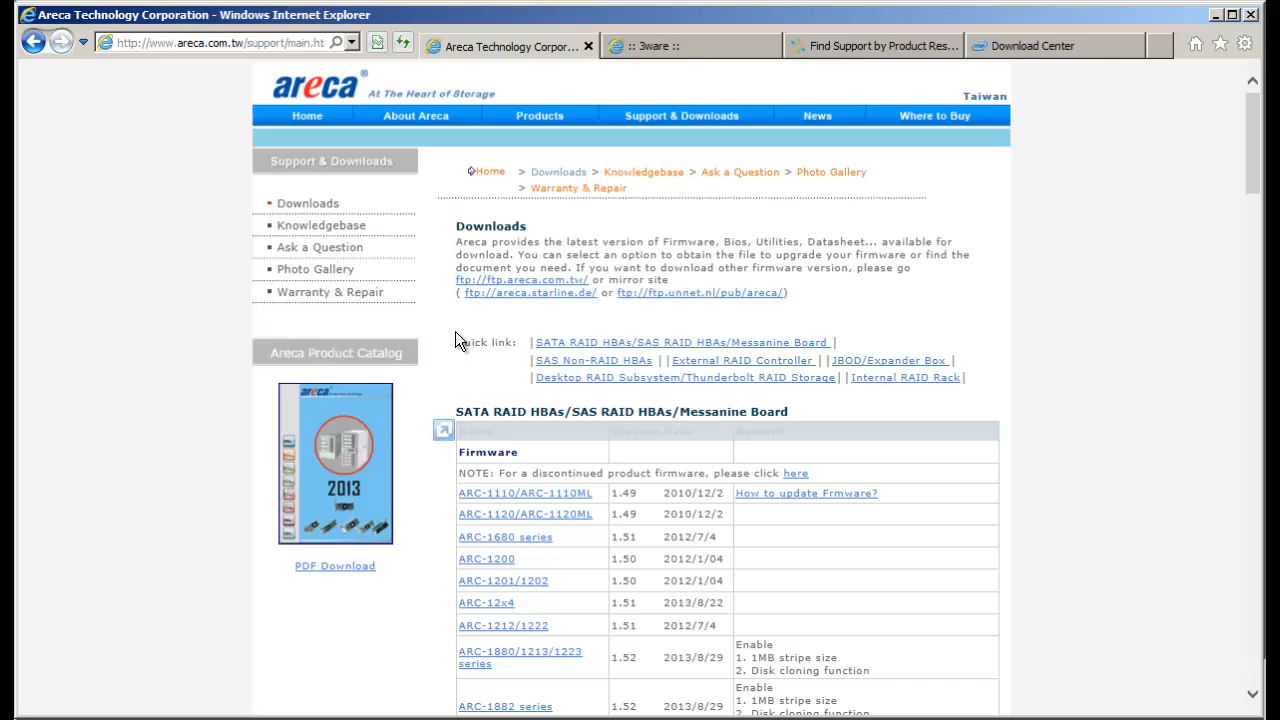 Areca Technology Corporation - Windows Internet Explorer
http://www.areca.com.tw/support/main.ht
Areca Technology Corpor...
:: 3ware ::
Find Support by Product Res...
Download Center
areca®
At The Heart of Storage
Taiwan
Home
About Areca
Products
Support & Downloads
News
Where to Buy
Support & Downloads
Downloads
Knowledgebase
Ask a Question
Photo Gallery
Warranty & Repair
Areca Product Catalog
areca
2013
PDF Download
Home > Downloads > Knowledgebase > Ask a Question > Photo Gallery
> Warranty & Repair
Downloads
Areca provides the latest version of Firmware, Bios, Utilities, Datasheet... available for
download. You can select an option to obtain the file to upgrade your firmware or find the
document you need. If you want to download other firmware version, please go
ftp://ftp.areca.com.tw/ or mirror site
( ftp://areca.starline.de/ or ftp://ftp.unnet.nl/pub/areca/)
uick link: | SATA RAID HBAs/SAS RAID HBAs/Messanine Board |
| SAS Non-RAID HBAs | | External RAID Controller | | JBOD/Expander Box |
| Desktop RAID Subsystem/Thunderbolt RAID Storage | | Internal RAID Rack |
SATA RAID HBAs/SAS RAID HBAs/Messanine Board
Firmware
NOTE: For a discontinued product firmware, please click here
ARC-1110/ARC-1110ML 1.49 2010/12/2 How to update Frmware?
ARC-1120/ARC-1120ML 1.49 2010/12/2
ARC-1680 series 1.51 2012/7/4
ARC-1200 1.50 2012/1/04
ARC-1201/1202 1.50 2012/1/04
ARC-12x4 1.51 2013/8/22
ARC-1212/1222 1.51 2012/7/4
ARC-1880/1213/1223
series
1.52 2013/8/29
Enable
1. 1MB stripe size
2. Disk cloning function
ARC-1882 series 1.52 2013/8/29
Enable
1. 1MB stripe size
2. Disk cloning function